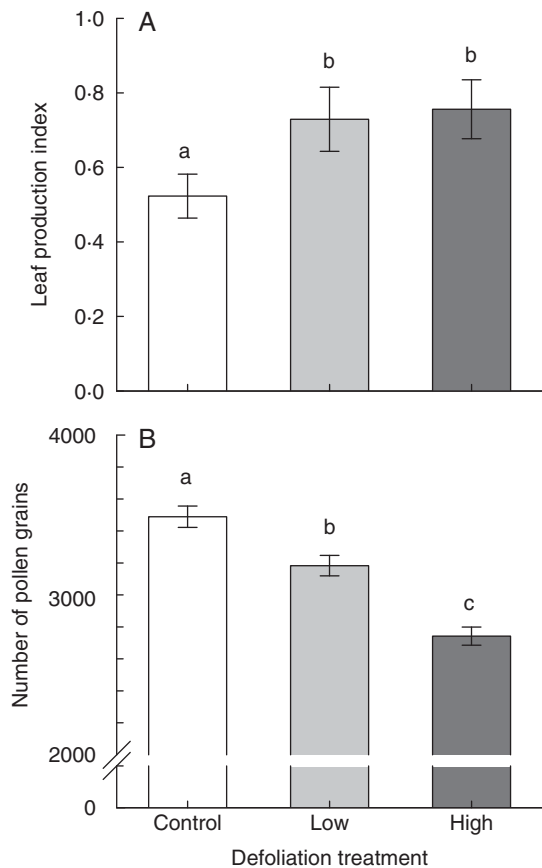 A
1·0
0·8
0·6
0·4
0·2
0·0
Leaf production index
a
b
b
B
4000
3000
2000
0
Number of pollen grains
a
b
c
Control Low High
Defoliation treatment